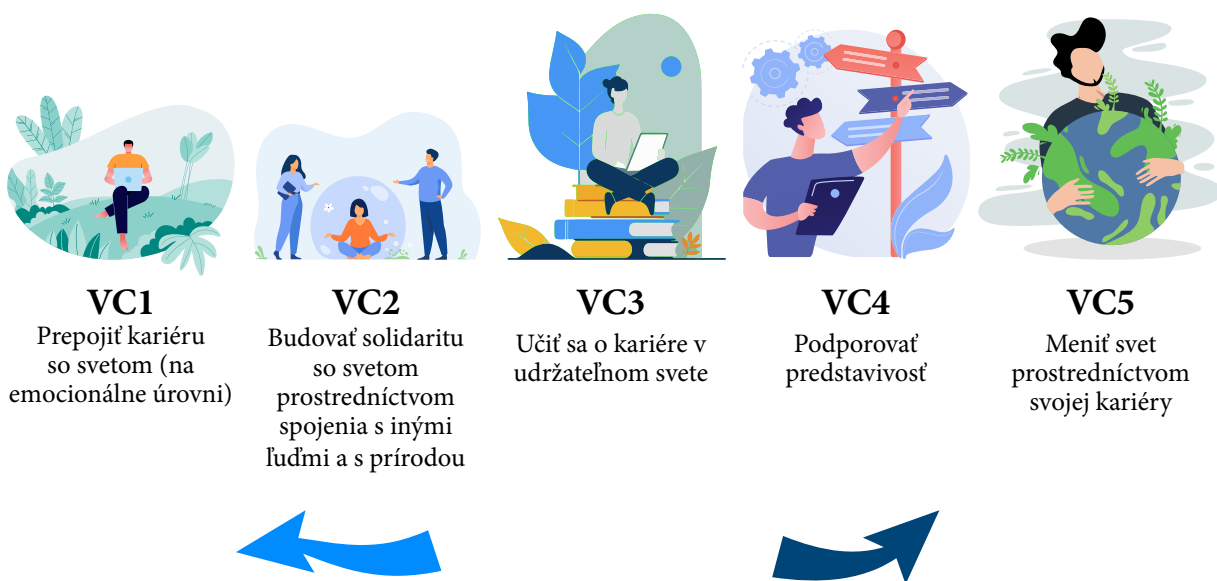 VC1
Prepojiť kariéru
so svetom (na
emocionálne úrovni)
VC2
Budovať solidaritu
so svetom
prostredníctvom
spojenia s inými
ľuďmi a s prírodou
VC3
Učiť sa o kariére v
udržateľnom svete
VC4
Podporovať
predstavivosť
VC5
Meniť svet
prostredníctvom
svojej kariéry